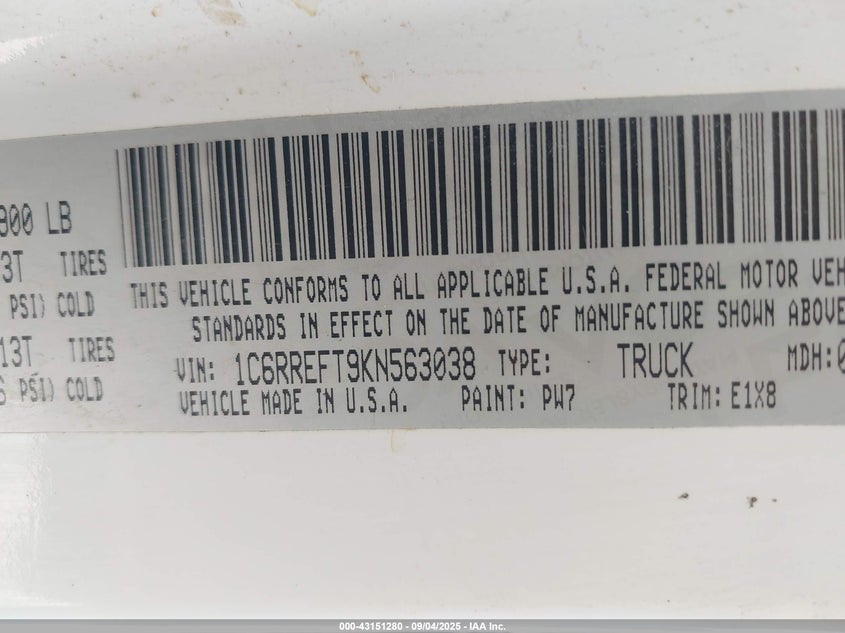 800 LB
3T TIRES
PSI) COLD
13T TIRES
PSI) COLD
THIS VEHICLE CONFORMS TO ALL APPLICABLE U.S.A. FEDERAL MOTOR VEH
STANDARDS IN EFFECT ON THE DATE OF MANUFACTURE SHOWN ABOVE
VIN: 1C6RREFT9KN563038 TYPE: TRUCK MDH:0
VEHICLE MADE IN U.S.A. PAINT: PW7 TRIM: E1X8
000-43151280 - 09/04/2025 - IAA Inc.